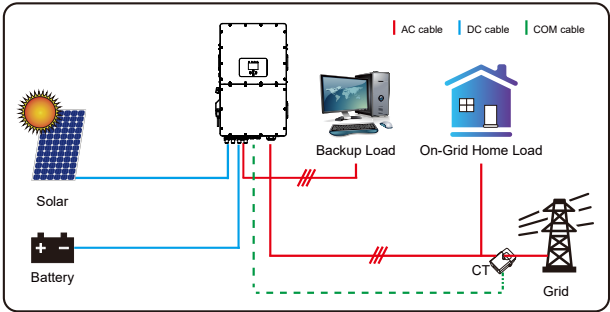 AC cable
DC cable
COM cable
Backup Load
On-Grid Home Load
Solar
Battery
CT
Grid